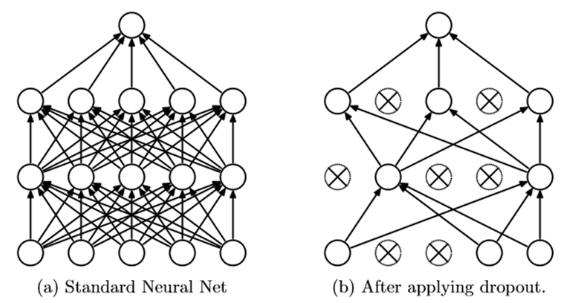 (a) Standard Neural Net
(b) After applying dropout.